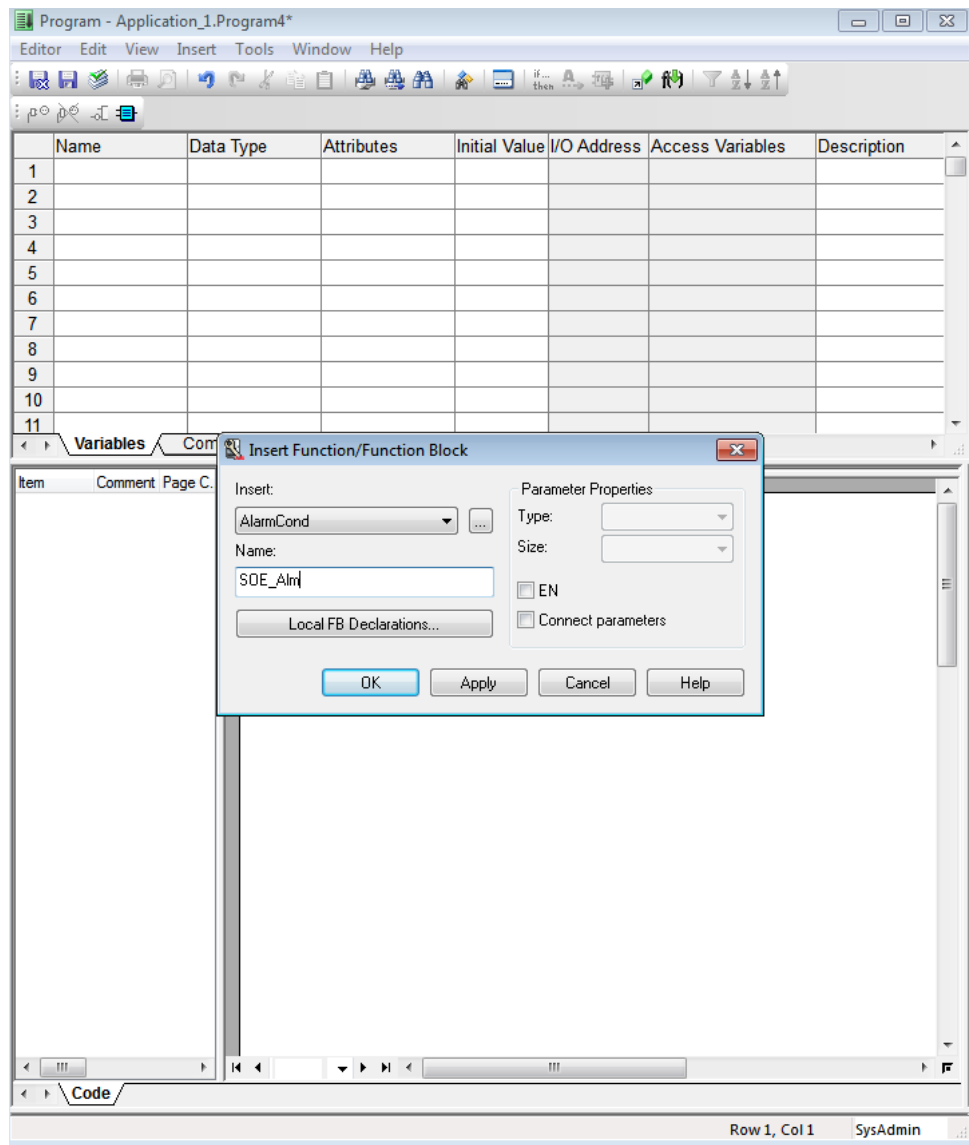 Program - Application_1.Program4*
Editor Edit View Insert Tools Window Help
if... then
Name Data Type Attributes Initial Value I/O Address Access Variables Description
1
2
3
4
5
6
7
8
9
10
11
Variables Com
Insert Function/Function Block
Item Comment Page C.
Insert:
AlarmCond
...
Name:
SOE_Alm
Local FB Declarations...
Parameter Properties
Type:
Size:
EN
Connect parameters
OK Apply Cancel Help
Code
Row 1, Col 1 SysAdmin